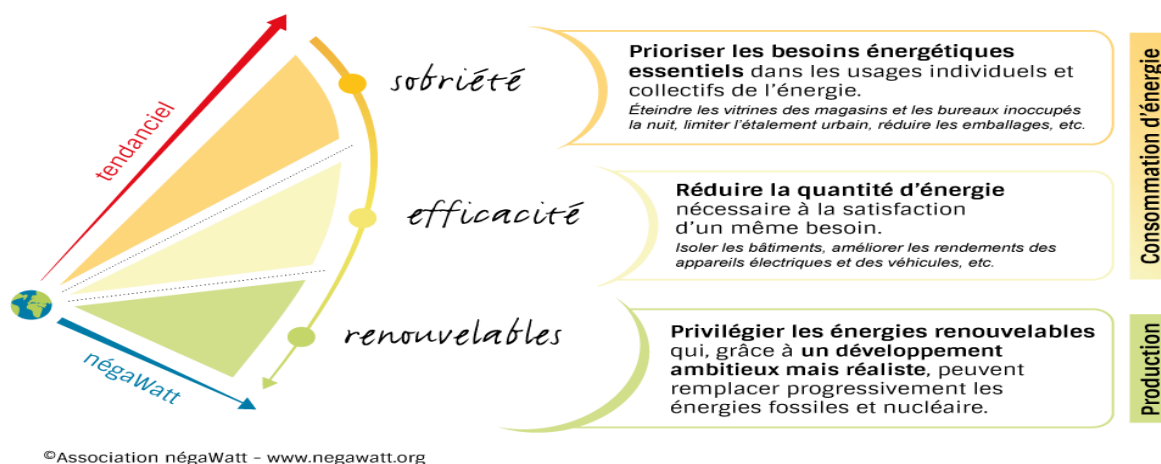 tendanciel
négaWatt
sobriété
Prioriser les besoins énergétiques
essentiels dans les usages individuels et
collectifs de l’énergie.
Éteindre les vitrines des magasins et les bureaux inoccupés
la nuit, limiter l’étalement urbain, réduire les emballages, etc.
efficacité
Réduire la quantité d’énergie
nécessaire à la satisfaction
d’un même besoin.
Isoler les bâtiments, améliorer les rendements des
appareils électriques et des véhicules, etc.
Consommation d’énergie
renouvelables
Privilégier les énergies renouvelables
qui, grâce à un développement
ambitieux mais réaliste, peuvent
remplacer progressivement les
énergies fossiles et nucléaire.
Production
©Association négaWatt - www.negawatt.org